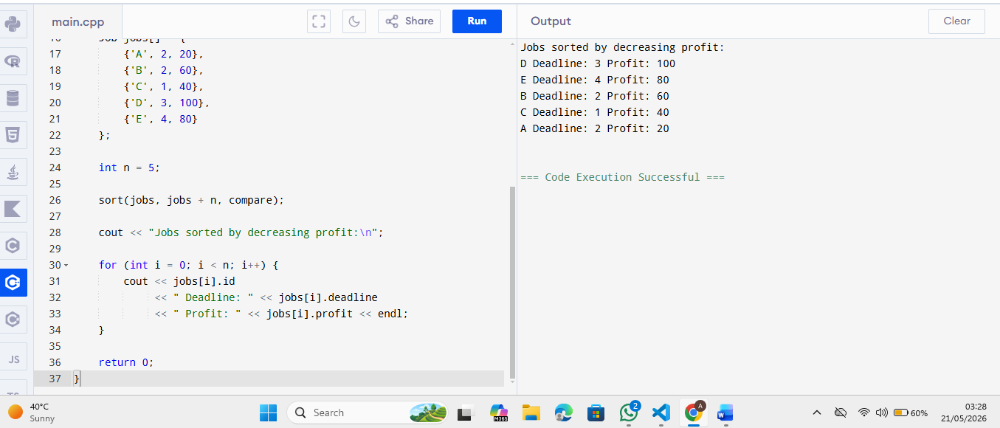 main.cpp
Share
Run
Output
Clear
17 {'A', 2, 20},
18 {'B', 2, 60},
19 {'C', 1, 40},
20 {'D', 3, 100},
21 {'E', 4, 80}
22 };
23
24 int n = 5;
25
26 sort(jobs, jobs + n, compare);
27
28 cout << "Jobs sorted by decreasing profit:\n";
29
30 for (int i = 0; i < n; i++) {
31 cout << jobs[i].id
32 << " Deadline: " << jobs[i].deadline
33 << " Profit: " << jobs[i].profit << endl;
34 }
35
36 return 0;
37 }
Jobs sorted by decreasing profit:
D Deadline: 3 Profit: 100
E Deadline: 4 Profit: 80
B Deadline: 2 Profit: 60
C Deadline: 1 Profit: 40
A Deadline: 2 Profit: 20
=== Code Execution Successful ===
JS
40°C
Sunny
Search
M365
2
A
W
60%
03:28
21/05/2026